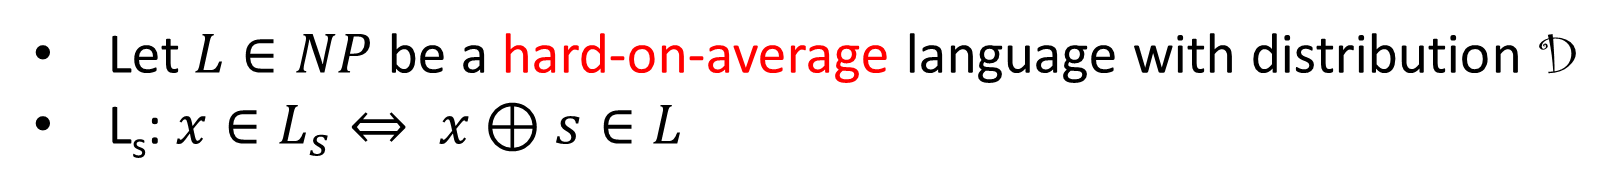 • Let 𝐿 ∈ 𝑁𝑃 be a hard-on-average language with distribution 𝒟
• Lₛ: 𝑥 ∈ 𝐿ₛ ⟺ 𝑥 ⨁ 𝑠 ∈ 𝐿